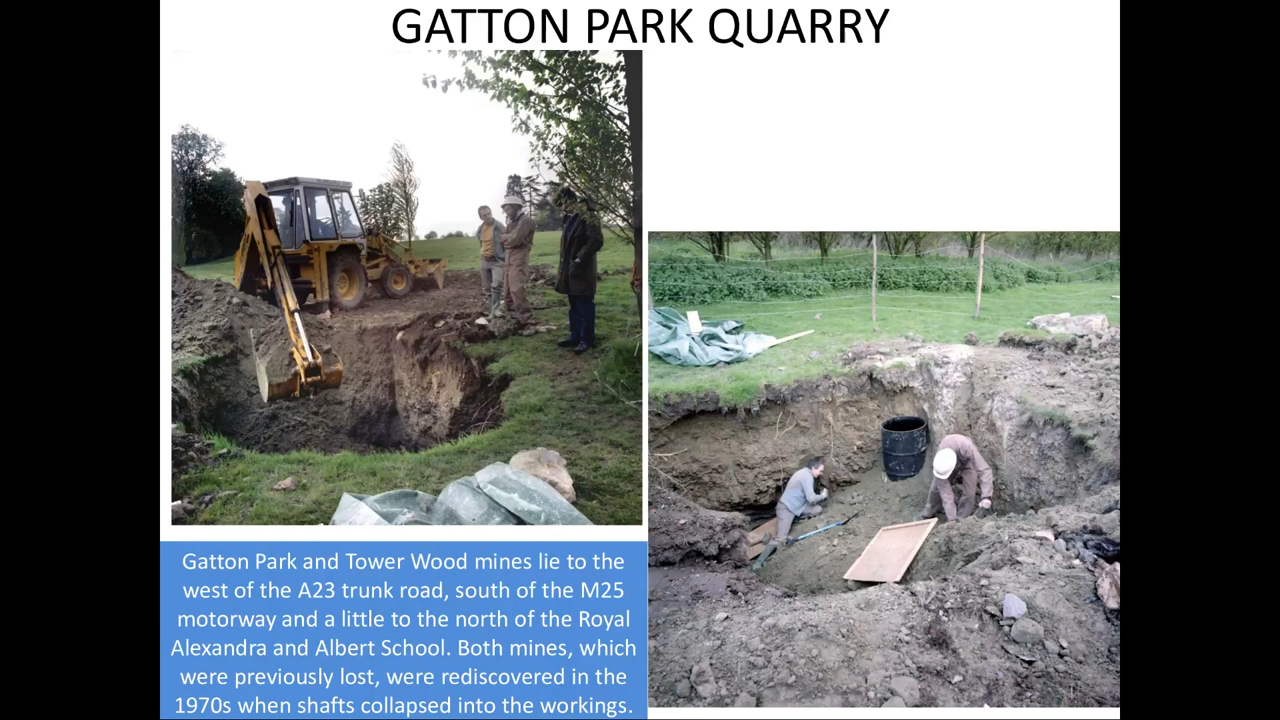 GATTON PARK QUARRY
Gatton Park and Tower Wood mines lie to the
west of the A23 trunk road, south of the M25
motorway and a little to the north of the Royal
Alexandra and Albert School. Both mines, which
were previously lost, were rediscovered in the
1970s when shafts collapsed into the workings.